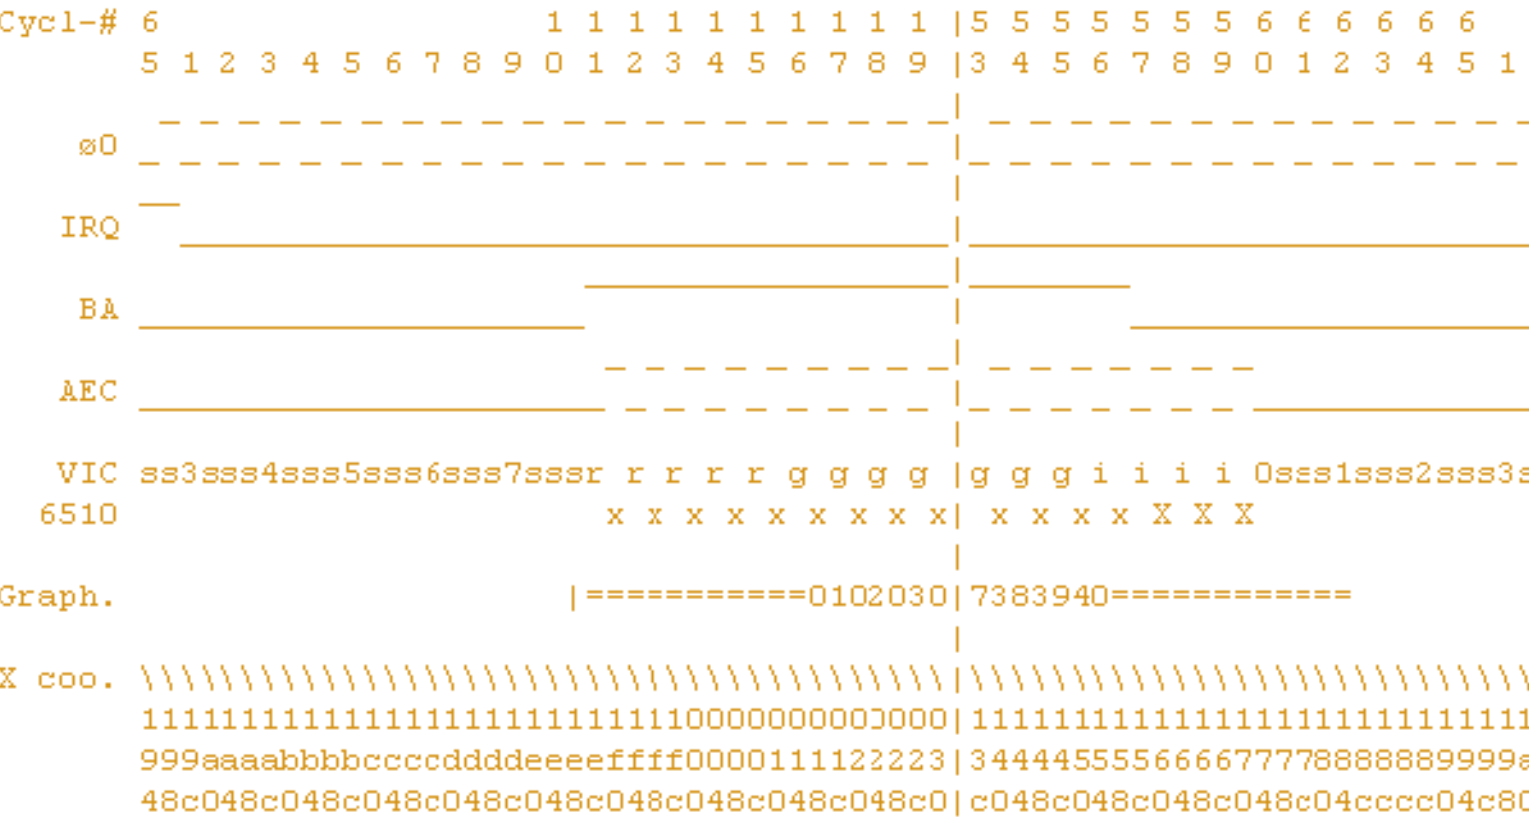 Cycl-# 6                   1 1 1 1 1 1 1 1 1 1 |5 5 5 5 5 5 5 6 6 6 6 6 6
5 1 2 3 4 5 6 7 8 9 0 1 2 3 4 5 6 7 8 9 |3 4 5 6 7 8 9 0 1 2 3 4 5 1
ø0
IRQ
BA
AEC
VIC ss3sss4sss5sss6sss7sssr r r r r g g g g |g g g i i i i 0sss1sss2sss3s
6510 x x x x x x x x x| x x x x X X X
Graph. |===========0102030|7383940============
X coo. \\\\\\\\\\\\\\\\\\\\\\\\\\\\\\\\\\\\\\\\|\\\\\\\\\\\\\\\\\\\\\\\\\\\\
1111111111111111111111111110000000000000|1111111111111111111111111111
999aaaabbbbccccddddeeeeffff0000111122223|344445555666677778888889999a
48c048c048c048c048c048c048c048c048c048c0|c048c048c048c048c04cccc04c80